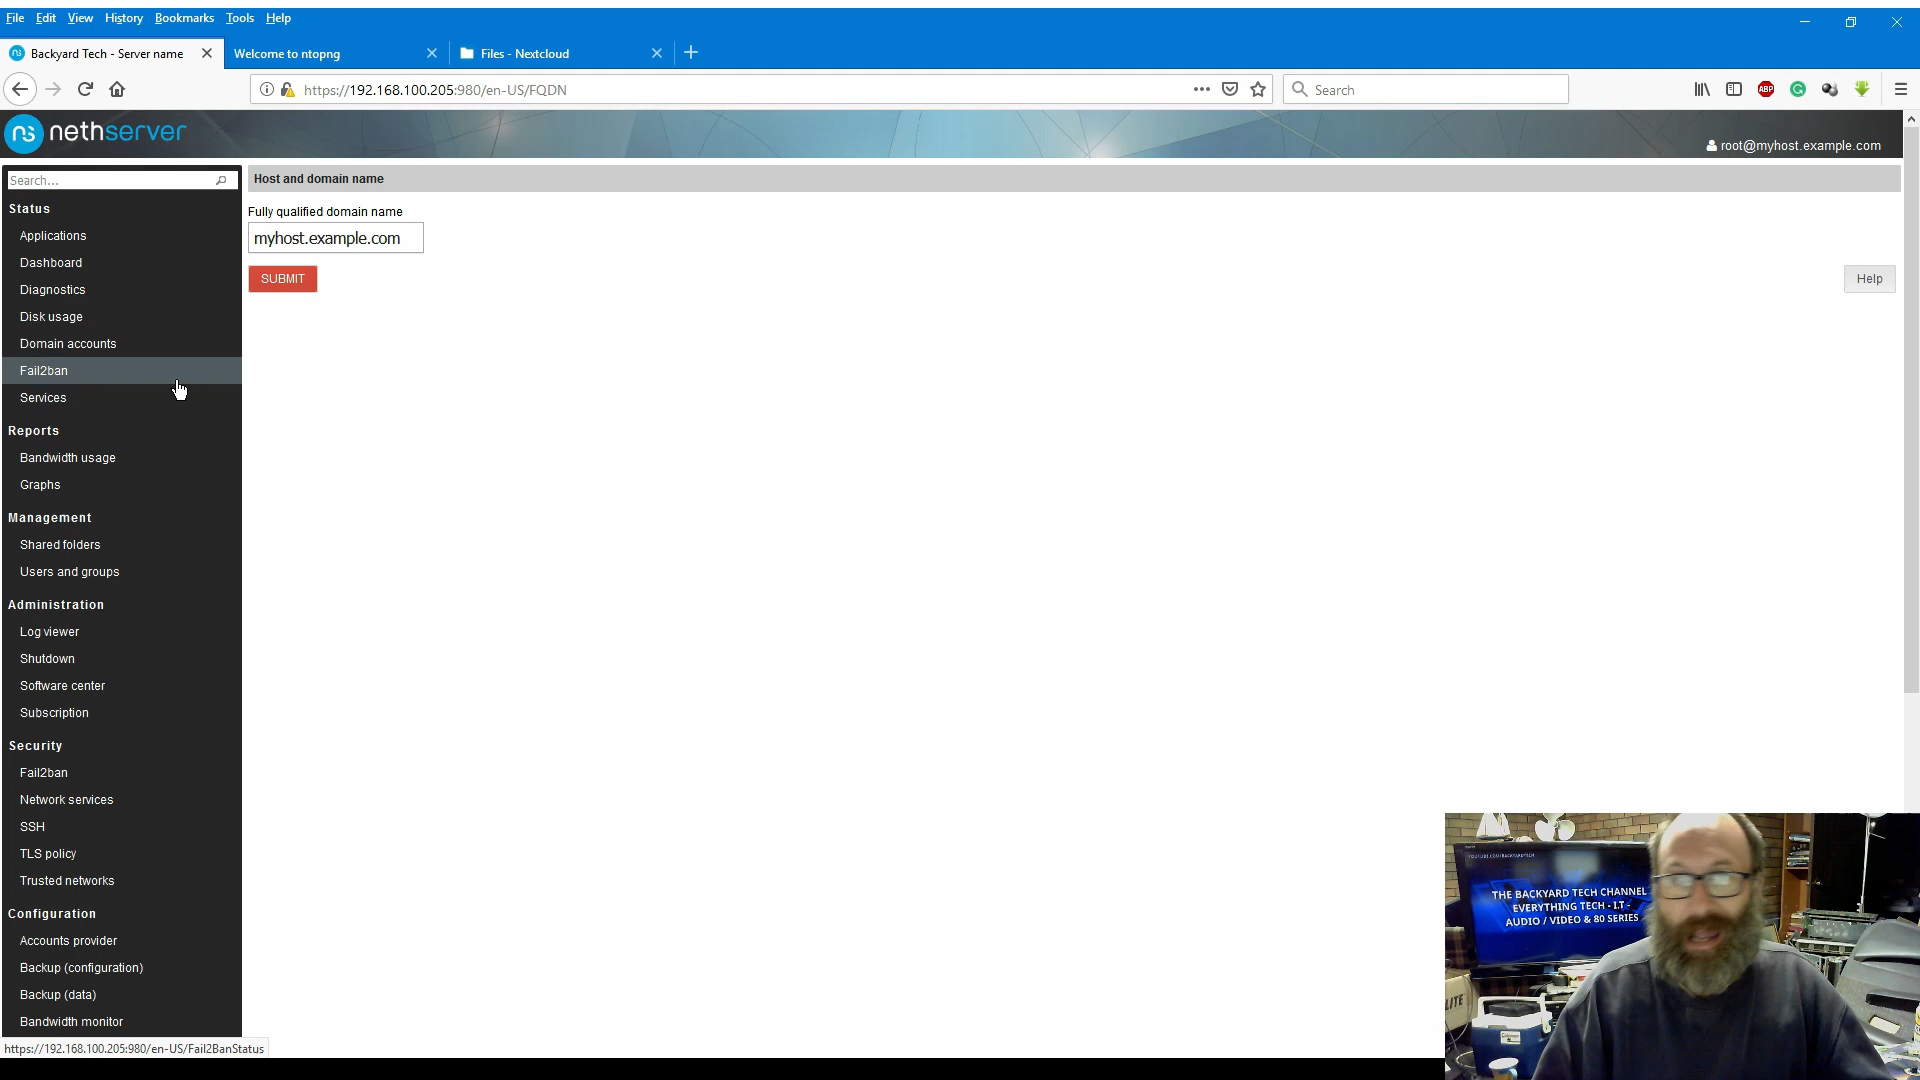 File Edit View History Bookmarks Tools Help
Backyard Tech - Server name
Welcome to ntopng
Files - Nextcloud
https://192.168.100.205:980/en-US/FQDN
Search
ABP
nethserver
root@myhost.example.com
Search...
Host and domain name
Status
Fully qualified domain name
Applications
myhost.example.com
Dashboard
SUBMIT
Help
Diagnostics
Disk usage
Domain accounts
Fail2ban
Services
Reports
Bandwidth usage
Graphs
Management
Shared folders
Users and groups
Administration
Log viewer
Shutdown
Software center
Subscription
Security
Fail2ban
Network services
SSH
TLS policy
Trusted networks
Configuration
Accounts provider
Backup (configuration)
Backup (data)
Bandwidth monitor
https://192.168.100.205:980/en-US/Fail2BanStatus
YOUTUBE.COM/BACKYARDTECH
THE BACKYARD TECH CHANNEL
EVERYTHING TECH - I.T -
AUDIO / VIDEO & 80 SERIES